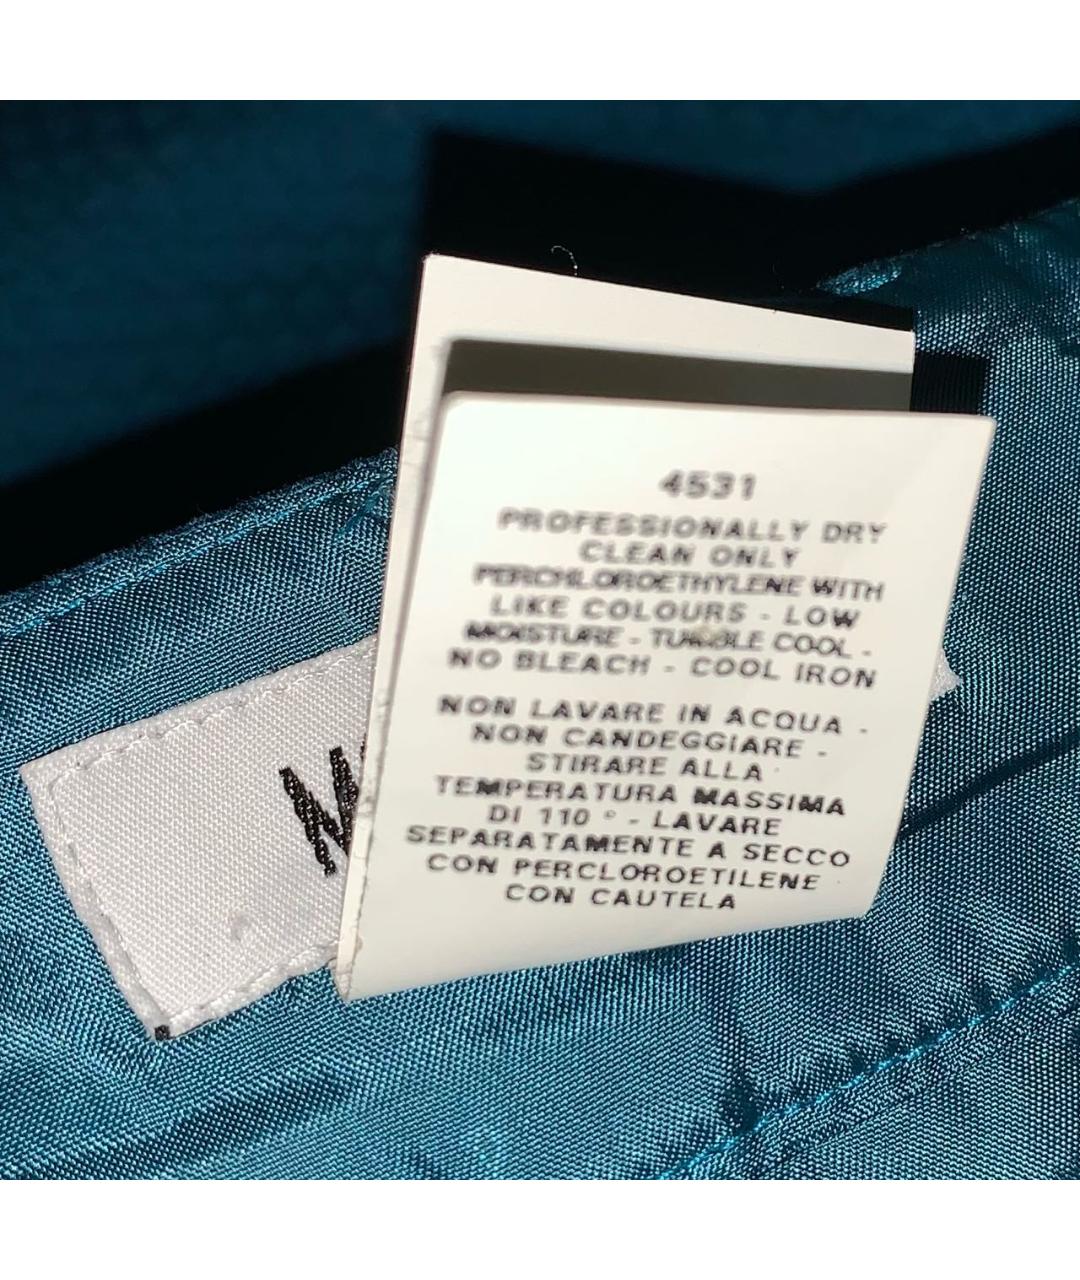 4531
PROFESSIONALLY DRY
CLEAN ONLY
PERCHLOROETHYLENE WITH
LIKE COLOURS - LOW
MOISTURE - TUMBLE COOL -
NO BLEACH - COOL IRON
NON LAVARE IN ACQUA -
NON CANDEGGIARE -
STIRARE ALLA
TEMPERATURA MASSIMA
DI 110 ° - LAVARE
SEPARATAMENTE A SECCO
CON PERCLOROETILENE
CON CAUTELA